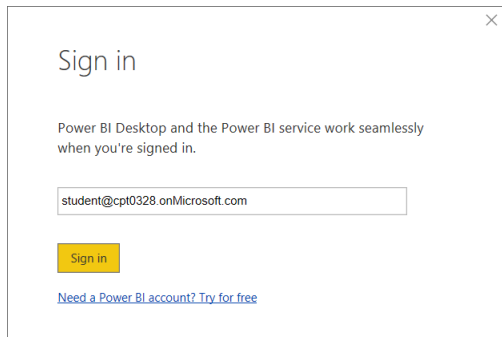 Sign in
Power BI Desktop and the Power BI service work seamlessly
when you're signed in.
student@cpt0328.onMicrosoft.com
Sign in
Need a Power BI account? Try for free